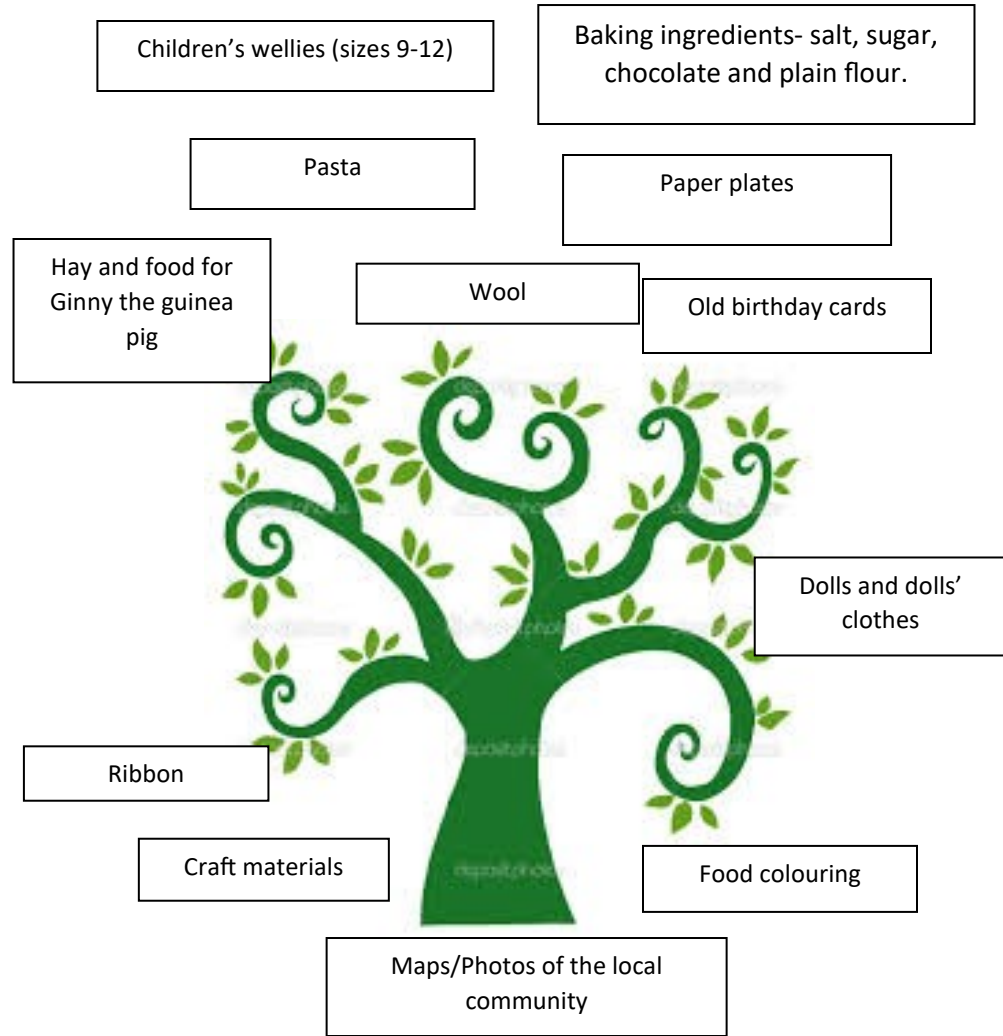 Children’s wellies (sizes 9-12)
Baking ingredients- salt, sugar,
chocolate and plain flour.
Pasta
Paper plates
Hay and food for
Ginny the guinea
pig
Wool
Old birthday cards
Dolls and dolls’
clothes
Ribbon
Craft materials
Food colouring
Maps/Photos of the local
community